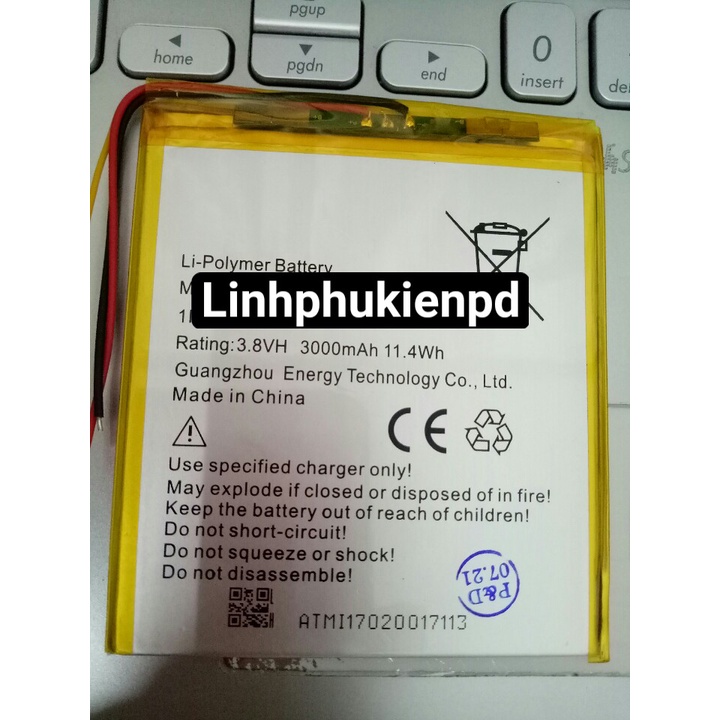 pgup
home
pgdn
end
0
insert
Li-Polymer Battery
Linhphukienpd
Rating:3.8VH 3000mAh 11.4Wh
Guangzhou Energy Technology Co., Ltd.
Made in China
CE
Use specified charger only!
May explode if closed or disposed of in fire!
Keep the battery out of reach of children!
Do not short-circuit!
Do not squeeze or shock!
Do not disassemble!
P&D
07.21
ATMI17020017113